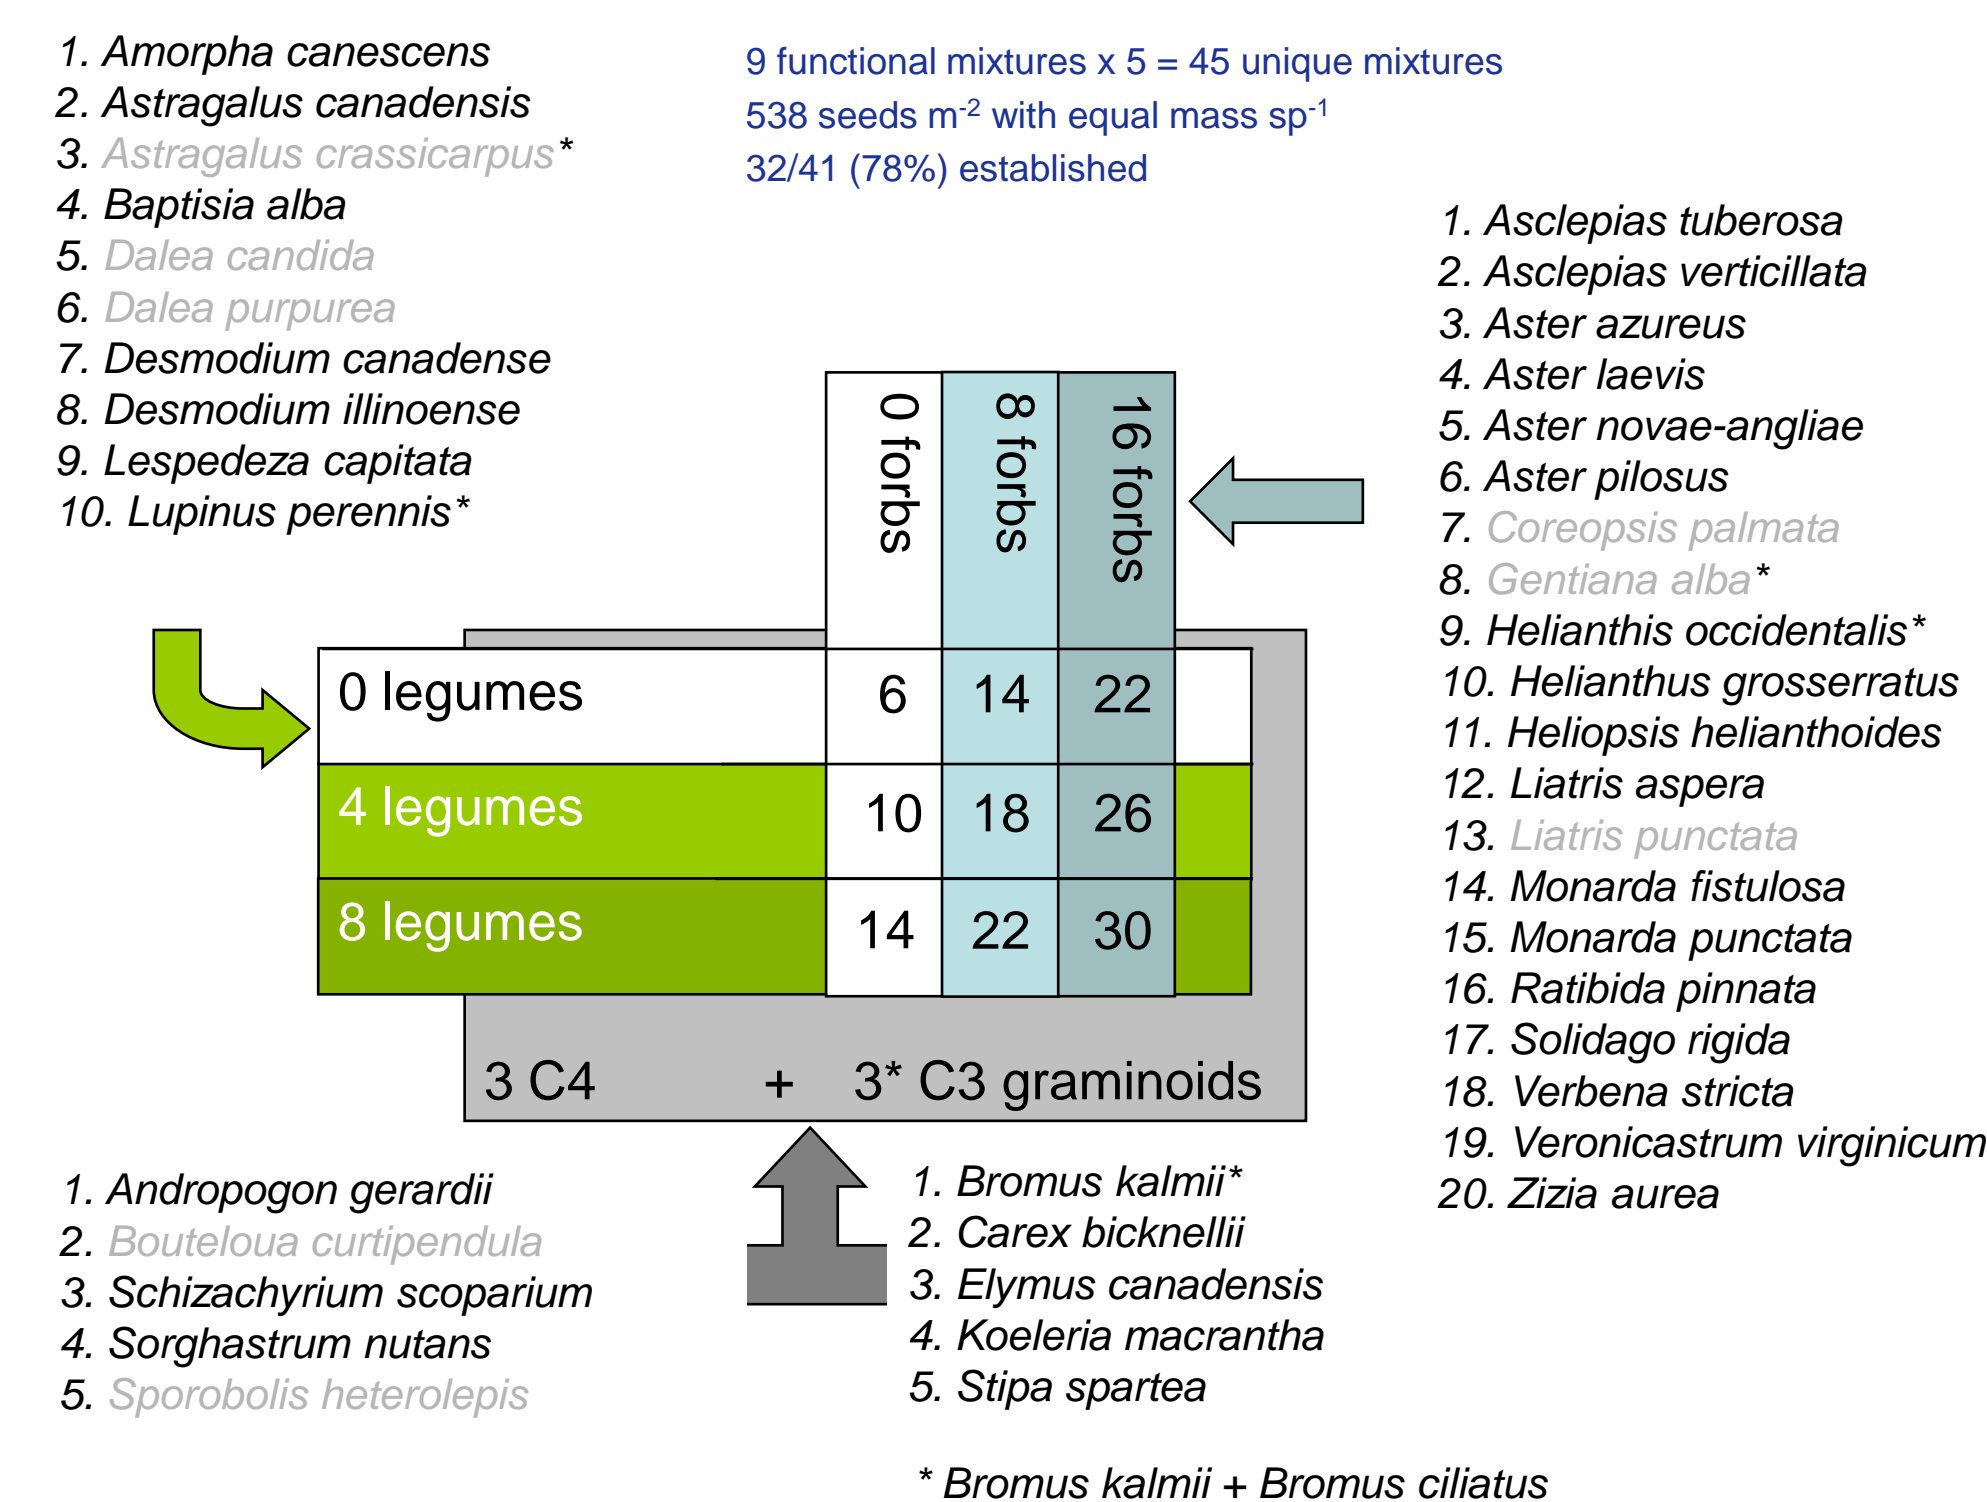 1. Amorpha canescens
2. Astragalus canadensis
3. Astragalus crassicarpus*
4. Baptisia alba
5. Dalea candida
6. Dalea purpurea
7. Desmodium canadense
8. Desmodium illinoense
9. Lespedeza capitata
10. Lupinus perennis*
9 functional mixtures x 5 = 45 unique mixtures
538 seeds m-2 with equal mass sp-1
32/41 (78%) established
1. Asclepias tuberosa
2. Asclepias verticillata
3. Aster azureus
4. Aster laevis
5. Aster novae-angliae
6. Aster pilosus
7. Coreopsis palmata
8. Gentiana alba*
9. Helianthis occidentalis*
10. Helianthus grosserratus
11. Heliopsis helianthoides
12. Liatris aspera
13. Liatris punctata
14. Monarda fistulosa
15. Monarda punctata
16. Ratibida pinnata
17. Solidago rigida
18. Verbena stricta
19. Veronicastrum virginicum
20. Zizia aurea
0 forbs
8 forbs
16 forbs
0 legumes 6 14 22
4 legumes 10 18 26
8 legumes 14 22 30
3 C4 + 3* C3 graminoids
1. Andropogon gerardii
2. Bouteloua curtipendula
3. Schizachyrium scoparium
4. Sorghastrum nutans
5. Sporobolis heterolepis
1. Bromus kalmii*
2. Carex bicknellii
3. Elymus canadensis
4. Koeleria macrantha
5. Stipa spartea
* Bromus kalmii + Bromus ciliatus